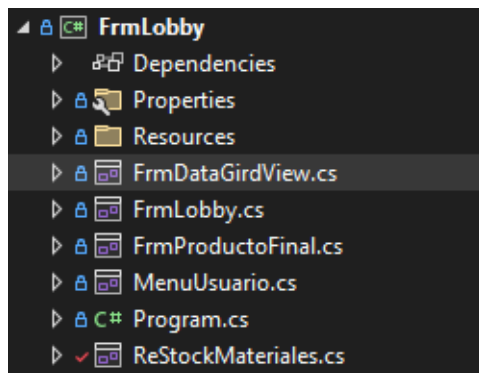 C# FrmLobby
Dependencies
Properties
Resources
FrmDataGirdView.cs
FrmLobby.cs
FrmProductoFinal.cs
MenuUsuario.cs
C# Program.cs
ReStockMateriales.cs